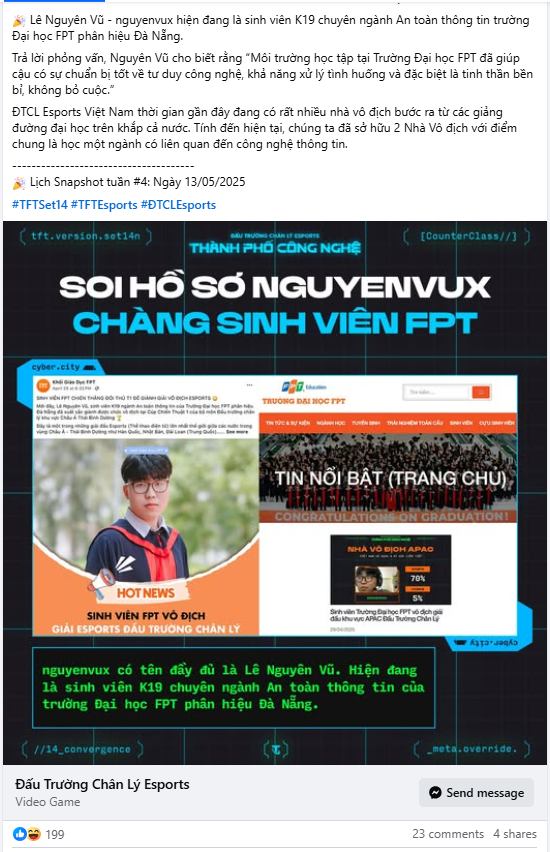 🎉 Lê Nguyên Vũ - nguyenvux hiện đang là sinh viên K19 chuyên ngành An toàn thông tin trường
Đại học FPT phân hiệu Đà Nẵng.
Trả lời phỏng vấn, Nguyên Vũ cho biết rằng “Môi trường học tập tại Trường Đại học FPT đã giúp
cậu có sự chuẩn bị tốt về tư duy công nghệ, khả năng xử lý tình huống và đặc biệt là tinh thần bền
bỉ, không bỏ cuộc.”
ĐTCL Esports Việt Nam thời gian gần đây đang có rất nhiều nhà vô địch bước ra từ các giảng
đường đại học trên khắp cả nước. Tính đến hiện tại, chúng ta đã sở hữu 2 Nhà Vô địch với điểm
chung là học một ngành có liên quan đến công nghệ thông tin.
-------------------------------------
🎉 Lịch Snapshot tuần #4: Ngày 13/05/2025
#TFTSet14 #TFTEsports #ĐTCLEsports
tft.version.set14n
ĐẤU TRƯỜNG CHÂN LÝ ESPORTS
THÀNH PHỐ CÔNG NGHỆ
[CounterClass//]
SOI HỒ SƠ NGUYENVUX
CHÀNG SINH VIÊN FPT
cyber.city
Khối Giáo Dục FPT
SINH VIÊN FPT CHIẾN THẮNG ĐỐI THỦ TỪ ĐỂ GIÀNH GIẢI VÔ ĐỊCH ESPORTS
See more
HOT NEWS
SINH VIÊN FPT VÔ ĐỊCH
GIẢI ESPORTS ĐẤU TRƯỜNG CHÂN LÝ
FPT Education
TRƯỜNG ĐẠI HỌC FPT
Tìm kiếm...
TIN TỨC & SỰ KIỆN NGÀNH HỌC TUYỂN SINH TRẢI NGHIỆM TOÀN CẦU SINH VIÊN CỰU SINH VIÊN
TIN NỔI BẬT (TRANG CHỦ)
CONGRATULATIONS ON GRADUATION!
NHÀ VÔ ĐỊCH APAC
70%
5%
Sinh viên Trường Đại học FPT vô địch giải
đấu khu vực APAC Đấu Trường Chân Lý
29/04/2025
cyber.city
nguyenvux có tên đầy đủ là Lê Nguyên Vũ. Hiện đang
là sinh viên K19 chuyên ngành An toàn thông tin của
trường Đại học FPT phân hiệu Đà Nẵng.
//14_convergence
_meta.override.
Đấu Trường Chân Lý Esports
Video Game
Send message
199
23 comments 4 shares